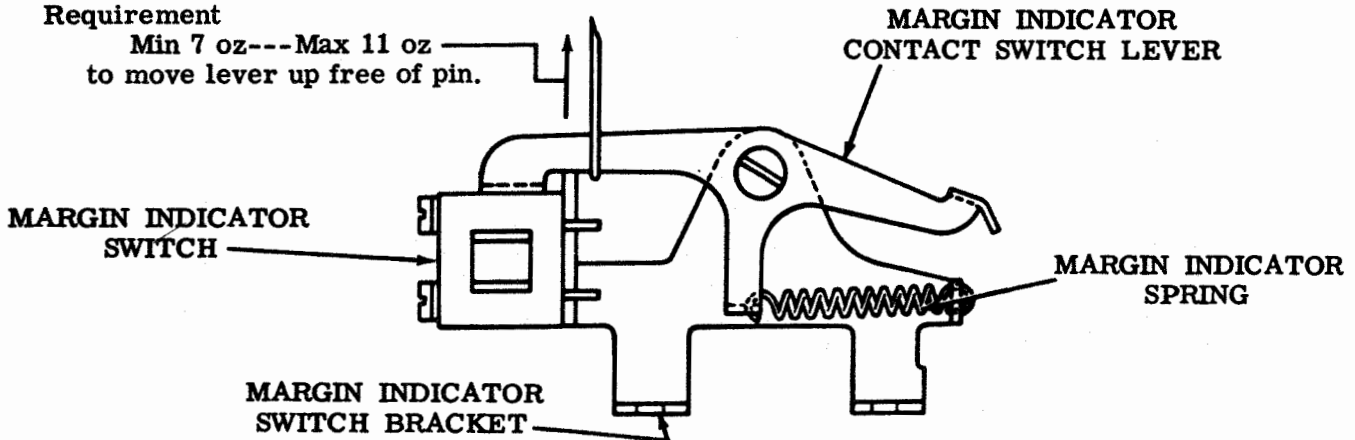 Requirement
Min 7 oz---Max 11 oz
to move lever up free of pin.
MARGIN INDICATOR
CONTACT SWITCH LEVER
MARGIN INDICATOR
SWITCH
MARGIN INDICATOR
SPRING
MARGIN INDICATOR
SWITCH BRACKET